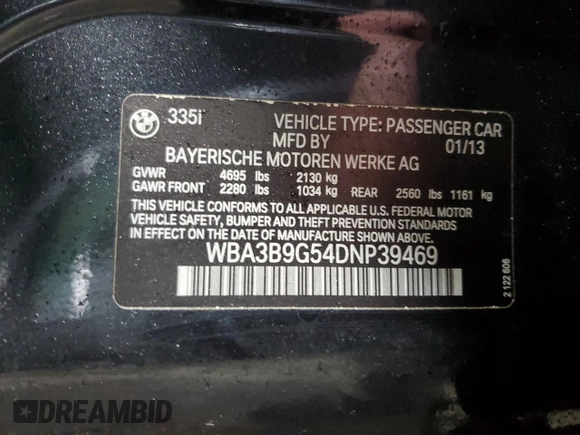 335i VEHICLE TYPE: PASSENGER CAR
MFD BY 01/13
BAYERISCHE MOTOREN WERKE AG
GVWR 4695 lbs 2130 kg
GAWR FRONT 2280 lbs 1034 kg REAR 2560 lbs 1161 kg
THIS VEHICLE CONFORMS TO ALL APPLICABLE U.S. FEDERAL MOTOR
VEHICLE SAFETY, BUMPER AND THEFT PREVENTION STANDARDS
IN EFFECT ON THE DATE OF MANUFACTURE SHOWN ABOVE.
WBA3B9G54DNP39469
2 122 606
DREAMBID